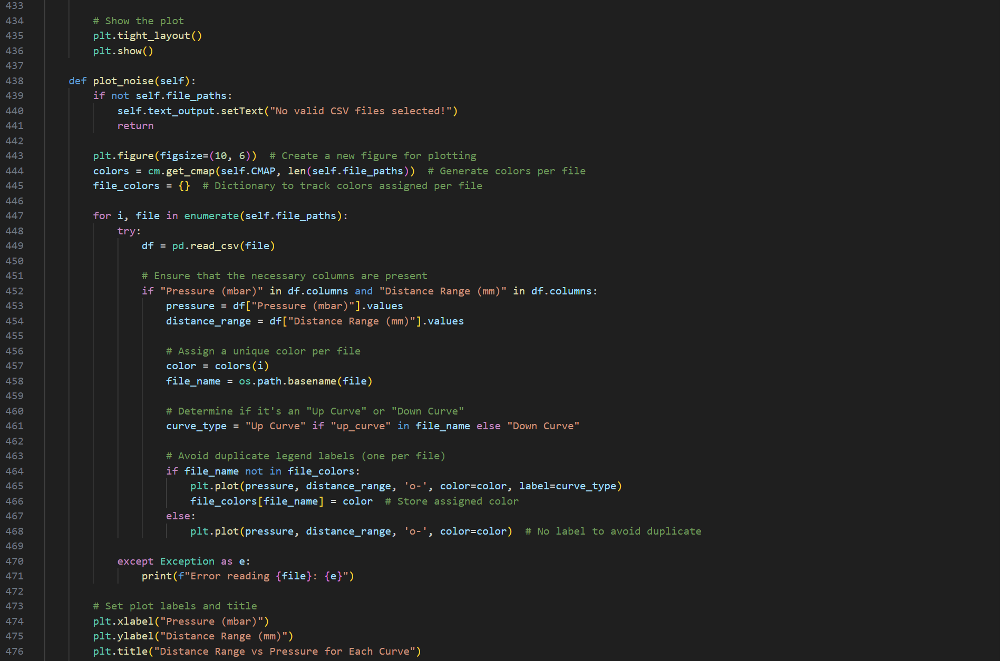 433
434 # Show the plot
435 plt.tight_layout()
436 plt.show()
437
438 def plot_noise(self):
439 if not self.file_paths:
440 self.text_output.setText("No valid CSV files selected!")
441 return
442
443 plt.figure(figsize=(10, 6))  # Create a new figure for plotting
444 colors = cm.get_cmap(self.CMAP, len(self.file_paths))  # Generate colors per file
445 file_colors = {}  # Dictionary to track colors assigned per file
446
447 for i, file in enumerate(self.file_paths):
448 try:
449 df = pd.read_csv(file)
450
451 # Ensure that the necessary columns are present
452 if "Pressure (mbar)" in df.columns and "Distance Range (mm)" in df.columns:
453 pressure = df["Pressure (mbar)"].values
454 distance_range = df["Distance Range (mm)"].values
455
456 # Assign a unique color per file
457 color = colors(i)
458 file_name = os.path.basename(file)
459
460 # Determine if it's an "Up Curve" or "Down Curve"
461 curve_type = "Up Curve" if "up_curve" in file_name else "Down Curve"
462
463 # Avoid duplicate legend labels (one per file)
464 if file_name not in file_colors:
465 plt.plot(pressure, distance_range, 'o-', color=color, label=curve_type)
466 file_colors[file_name] = color  # Store assigned color
467 else:
468 plt.plot(pressure, distance_range, 'o-', color=color)  # No label to avoid duplicate
469
470 except Exception as e:
471 print(f"Error reading {file}: {e}")
472
473 # Set plot labels and title
474 plt.xlabel("Pressure (mbar)")
475 plt.ylabel("Distance Range (mm)")
476 plt.title("Distance Range vs Pressure for Each Curve")